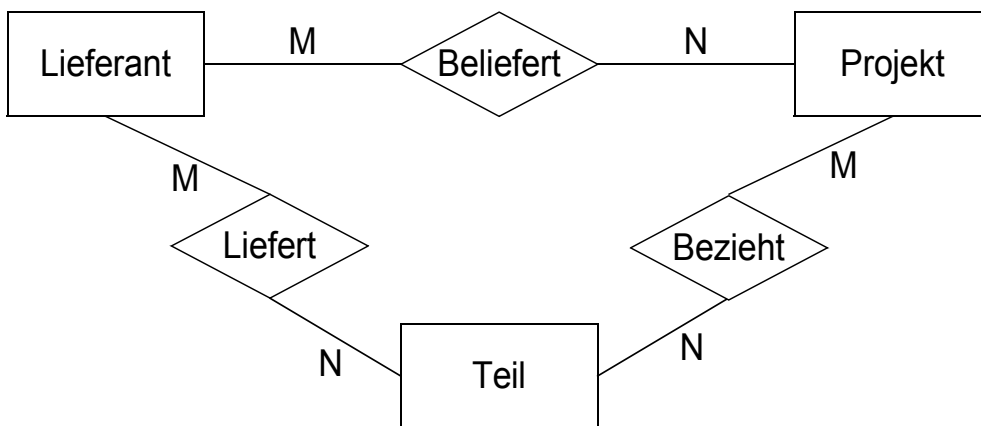 M
N
Lieferant
Beliefert
Projekt
M
M
Liefert
Bezieht
N
N
Teil